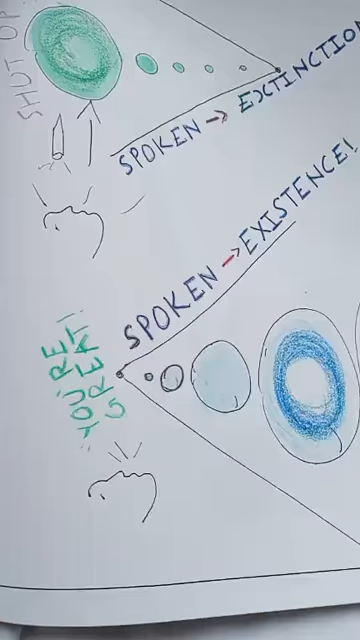 SHUT UP!
SPOKEN → EXTINCTION
SPOKEN → EXISTENCE!
"YOU'RE
GREAT!